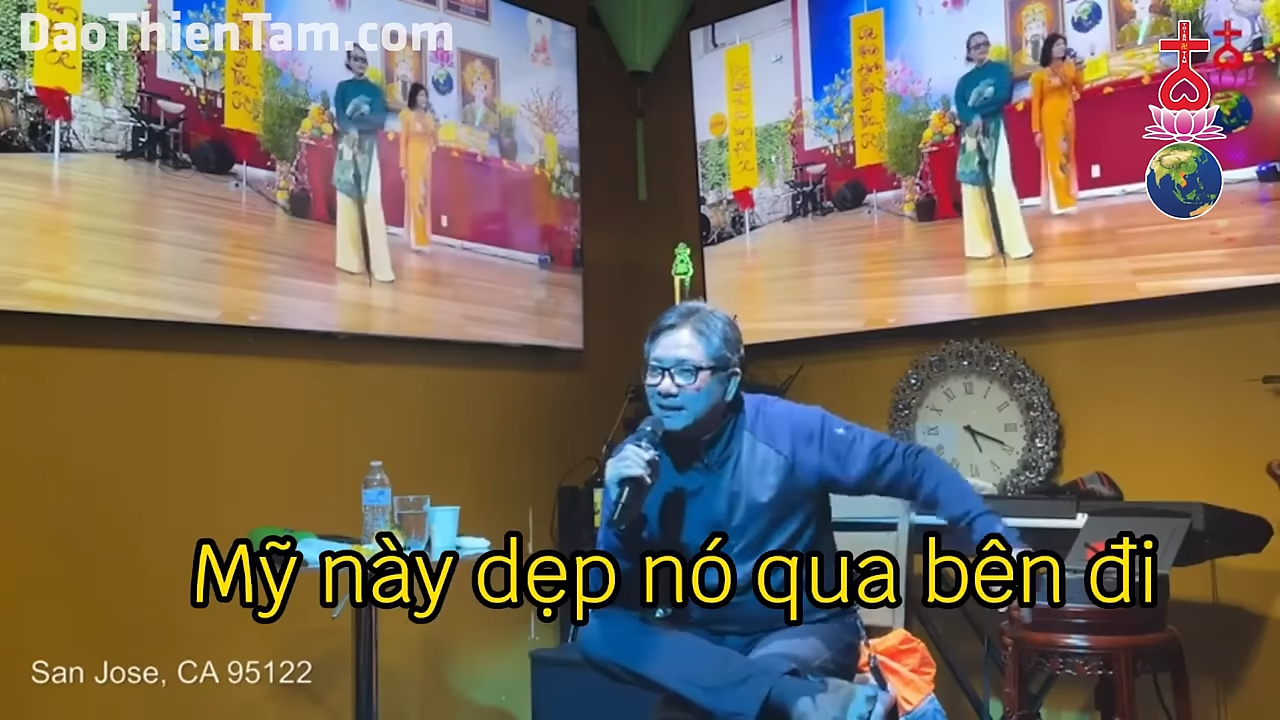 DaoThienTam.com
Mỹ này dẹp nó qua bên đi
San Jose, CA 95122